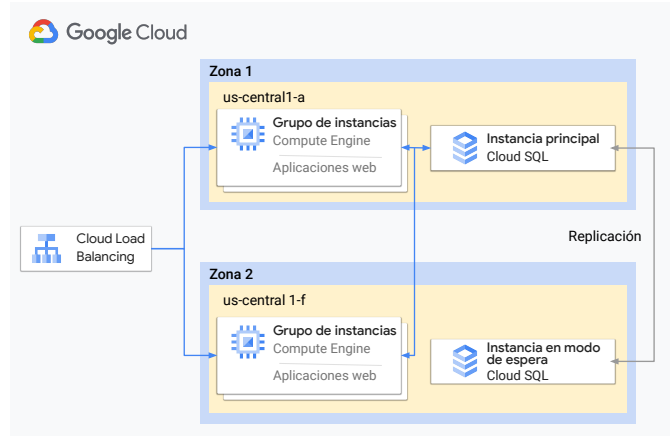 Google Cloud
Zona 1
us-central1-a
Grupo de instancias
Compute Engine
Aplicaciones web
Instancia principal
Cloud SQL
Cloud Load
Balancing
Replicación
Zona 2
us-central 1-f
Grupo de instancias
Compute Engine
Aplicaciones web
Instancia en modo
de espera
Cloud SQL